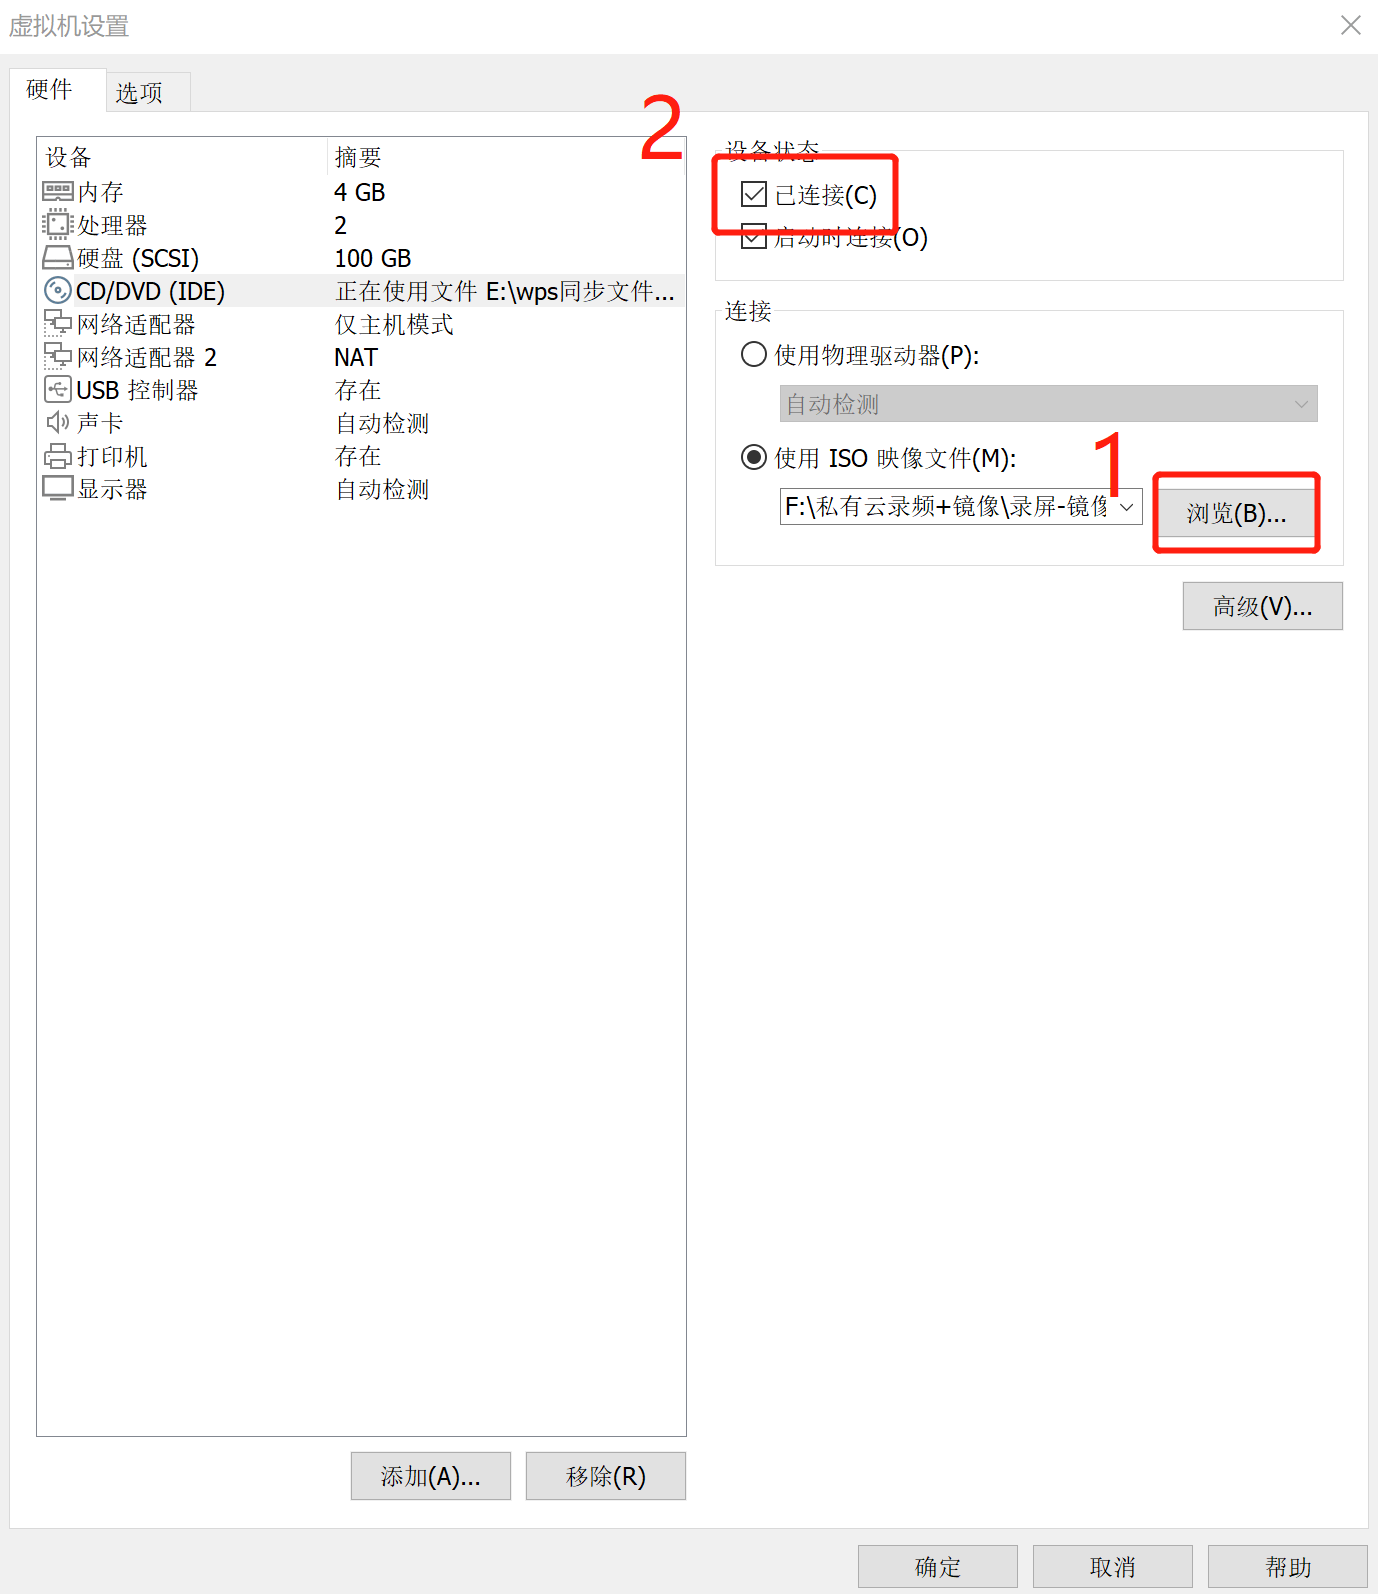 虚拟机设置
硬件
选项
2
设备 摘要
内存 4 GB
处理器 2
硬盘 (SCSI) 100 GB
CD/DVD (IDE) 正在使用文件 E:\wps同步文件...
网络适配器 仅主机模式
网络适配器 2 NAT
USB 控制器 存在
声卡 自动检测
打印机 存在
显示器 自动检测
添加(A)...
移除(R)
设备状态
已连接(C)
启动时连接(O)
连接
使用物理驱动器(P):
自动检测
使用 ISO 映像文件(M):
1
F:\私有云录频+镜像\录屏-镜像
浏览(B)...
高级(V)...
确定
取消
帮助